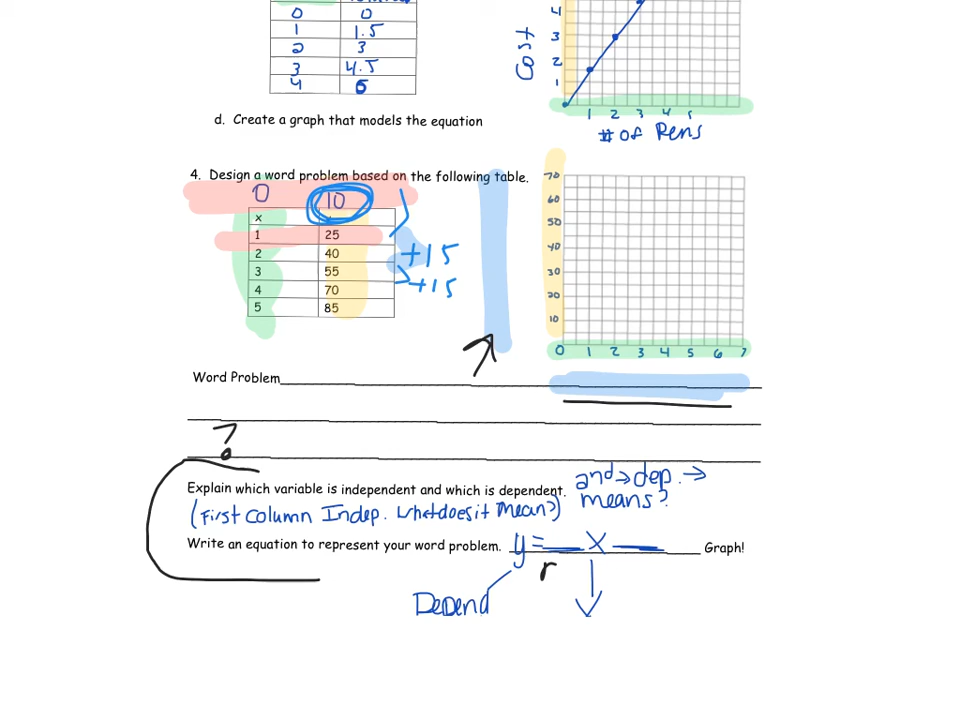 0 0
1 1.5
2 3
3 4.5
4 6
4
3
2
1
Cost
1 2 3 4 5
# of Pens
d. Create a graph that models the equation
4. Design a word problem based on the following table.
0 10
x
1 25
2 40
3 55
4 70
5 85
+15
+15
70
60
50
40
30
20
10
0 1 2 3 4 5 6 7
Word Problem
?
Explain which variable is independent and which is dependent.
and → dep. →
means?
(First Column Indep. What does it mean?)
Write an equation to represent your word problem. y = __ x __ Graph!
r
Depend